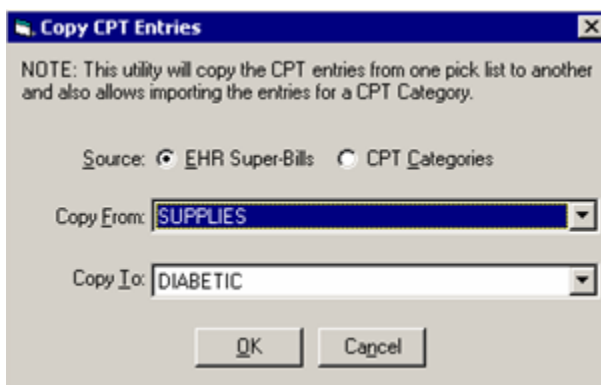 Copy CPT Entries
NOTE: This utility will copy the CPT entries from one pick list to another
and also allows importing the entries for a CPT Category.
Source: EHR Super-Bills CPT Categories
Copy From: SUPPLIES
Copy To: DIABETIC
OK Cancel